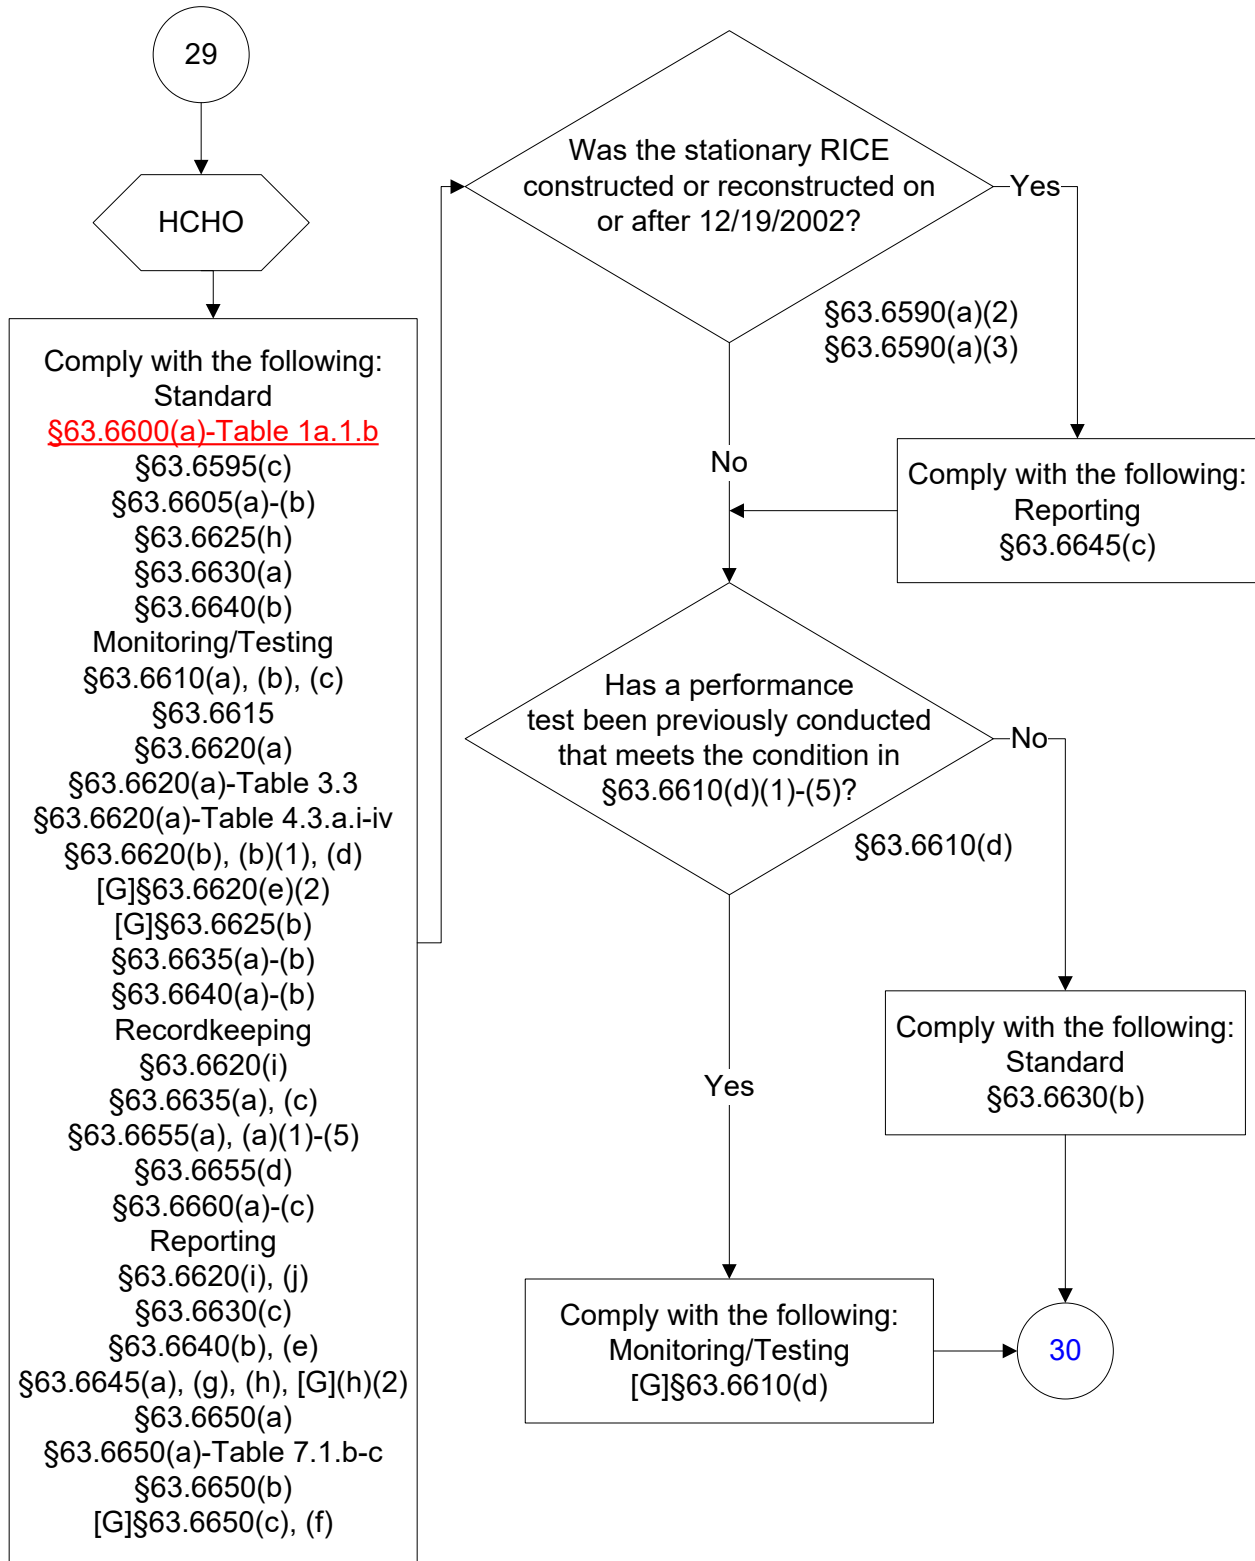 29
HCHO
Comply with the following:
Standard
§63.6600(a)-Table 1a.1.b
§63.6595(c)
§63.6605(a)-(b)
§63.6625(h)
§63.6630(a)
§63.6640(b)
Monitoring/Testing
§63.6610(a), (b), (c)
§63.6615
§63.6620(a)
§63.6620(a)-Table 3.3
§63.6620(a)-Table 4.3.a.i-iv
§63.6620(b), (b)(1), (d)
[G]§63.6620(e)(2)
[G]§63.6625(b)
§63.6635(a)-(b)
§63.6640(a)-(b)
Recordkeeping
§63.6620(i)
§63.6635(a), (c)
§63.6655(a), (a)(1)-(5)
§63.6655(d)
§63.6660(a)-(c)
Reporting
§63.6620(i), (j)
§63.6630(c)
§63.6640(b), (e)
§63.6645(a), (g), (h), [G](h)(2)
§63.6650(a)
§63.6650(a)-Table 7.1.b-c
§63.6650(b)
[G]§63.6650(c), (f)
Was the stationary RICE
constructed or reconstructed on
or after 12/19/2002?
Yes
§63.6590(a)(2)
§63.6590(a)(3)
No
Comply with the following:
Reporting
§63.6645(c)
Has a performance
test been previously conducted
that meets the condition in
§63.6610(d)(1)-(5)?
No
§63.6610(d)
Yes
Comply with the following:
Standard
§63.6630(b)
Comply with the following:
Monitoring/Testing
[G]§63.6610(d)
30